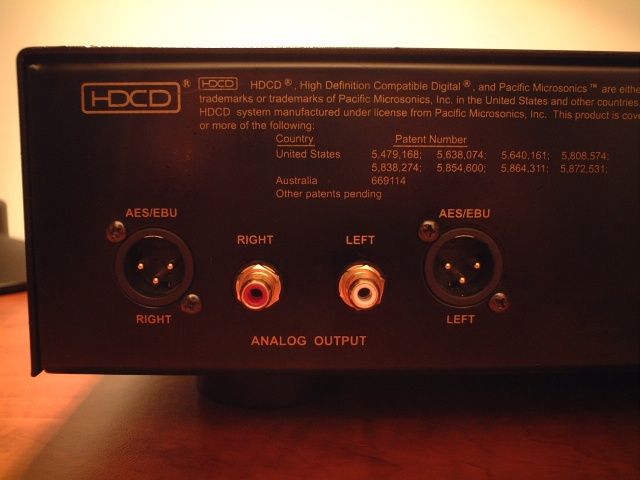 HDCD® HDCD HDCD®, High Definition Compatible Digital®, and Pacific Microsonics™ are
trademarks or trademarks of Pacific Microsonics, Inc. in the United States and other countries
HDCD system manufactured under license from Pacific Microsonics, Inc. This product is
or more of the following:
Country Patent Number
United States 5,479,168; 5,638,074; 5,640,161; 5,808,574;
5,838,274; 5,854,600; 5,864,311; 5,872,531;
Australia 669114
Other patents pending
AES/EBU AES/EBU
RIGHT LEFT
RIGHT LEFT
ANALOG OUTPUT